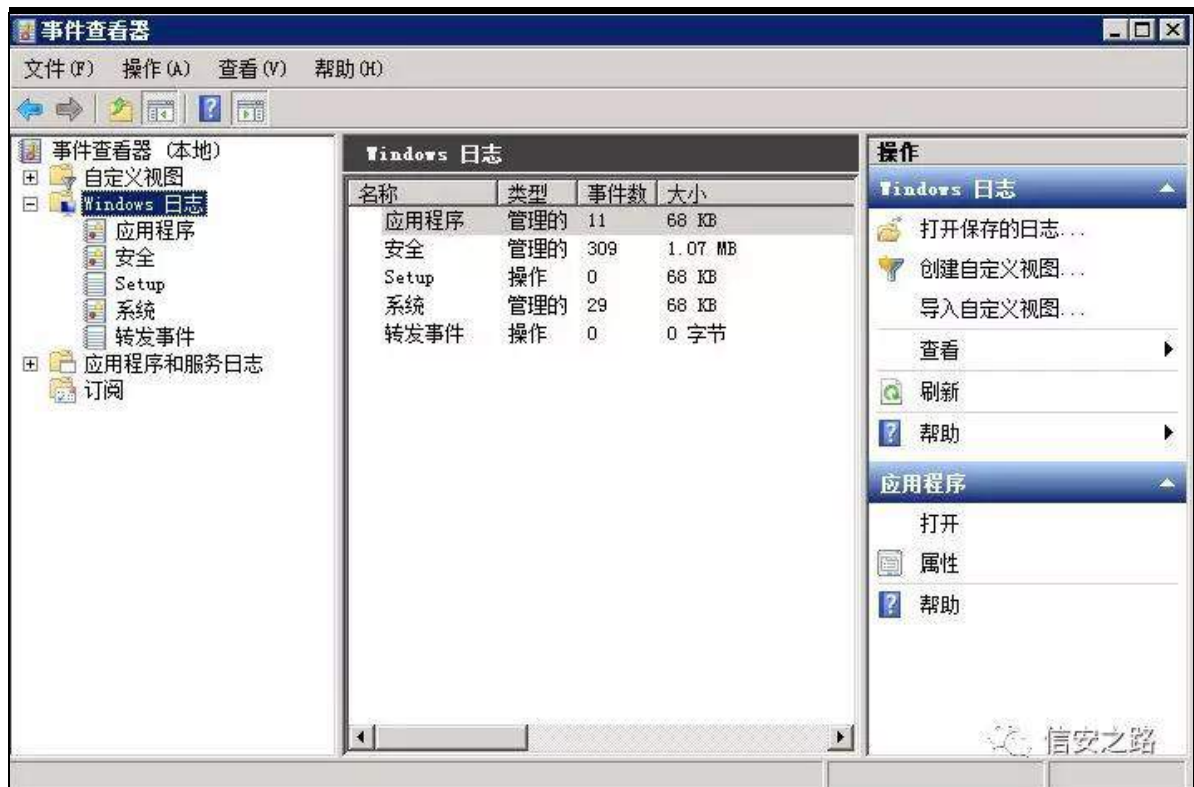 事件查看器
文件(F) 操作(A) 查看(V) 帮助(H)
事件查看器 (本地)
自定义视图
Windows 日志
应用程序
安全
Setup
系统
转发事件
应用程序和服务日志
订阅
Windows 日志
名称 类型 事件数 大小
应用程序 管理的 11 68 KB
安全 管理的 309 1.07 MB
Setup 操作 0 68 KB
系统 管理的 29 68 KB
转发事件 操作 0 0 字节
操作
Windows 日志
打开保存的日志...
创建自定义视图...
导入自定义视图...
查看
刷新
帮助
应用程序
打开
属性
帮助
信安之路